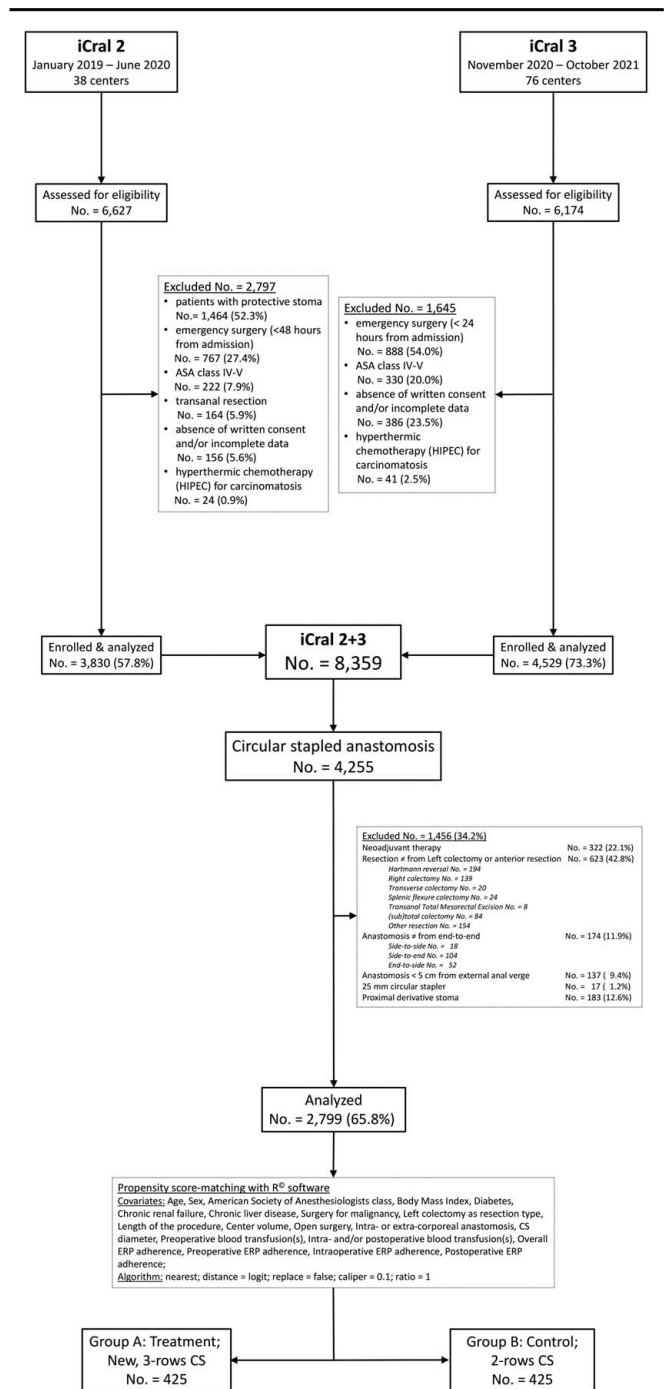 iCral 2
January 2019 – June 2020
38 centers
iCral 3
November 2020 – October 2021
76 centers
Assessed for eligibility
No. = 6,627
Assessed for eligibility
No. = 6,174
Excluded No. = 2,797
• patients with protective stoma
No.= 1,464 (52.3%)
• emergency surgery (<48 hours
from admission)
No. = 767 (27.4%)
• ASA class IV-V
No. = 222 (7.9%)
• transanal resection
No. = 164 (5.9%)
• absence of written consent
and/or incomplete data
No. = 156 (5.6%)
• hyperthermic chemotherapy
(HIPEC) for carcinomatosis
No. = 24 (0.9%)
Excluded No. = 1,645
• emergency surgery (< 24
hours from admission)
No. = 888 (54.0%)
• ASA class IV-V
No. = 330 (20.0%)
• absence of written consent
and/or incomplete data
No. = 386 (23.5%)
• hyperthermic
chemotherapy (HIPEC) for
carcinomatosis
No. = 41 (2.5%)
Enrolled & analyzed
No. = 3,830 (57.8%)
iCral 2+3
No. = 8,359
Enrolled & analyzed
No. = 4,529 (73.3%)
Circular stapled anastomosis
No. = 4,255
Excluded No. = 1,456 (34.2%)
Neoadjuvant therapy No. = 322 (22.1%)
Resection ≠ from Left colectomy or anterior resection No. = 623 (42.8%)
Hartmann reversal No. = 194
Right colectomy No. = 139
Transverse colectomy No. = 20
Splenic flexure colectomy No. = 24
Transanal Total Mesorectal Excision No. = 8
(sub)total colectomy No. = 84
Other resection No. = 154
Anastomosis ≠ from end-to-end No. = 174 (11.9%)
Side-to-side No. = 18
Side-to-end No. = 104
End-to-side No. = 52
Anastomosis < 5 cm from external anal verge No. = 137 ( 9.4%)
25 mm circular stapler No. = 17 ( 1.2%)
Proximal derivative stoma No. = 183 (12.6%)
Analyzed
No. = 2,799 (65.8%)
Propensity score-matching with R© software
Covariates: Age, Sex, American Society of Anesthesiologists class, Body Mass Index, Diabetes,
Chronic renal failure, Chronic liver disease, Surgery for malignancy, Left colectomy as resection type,
Length of the procedure, Center volume, Open surgery, Intra- or extra-corporeal anastomosis, CS
diameter, Preoperative blood transfusion(s), Intra- and/or postoperative blood transfusion(s), Overall
ERP adherence, Preoperative ERP adherence, Intraoperative ERP adherence, Postoperative ERP
adherence;
Algorithm: nearest; distance = logit; replace = false; caliper = 0.1; ratio = 1
Group A: Treatment;
New, 3-rows CS
No. = 425
Group B: Control;
2-rows CS
No. = 425